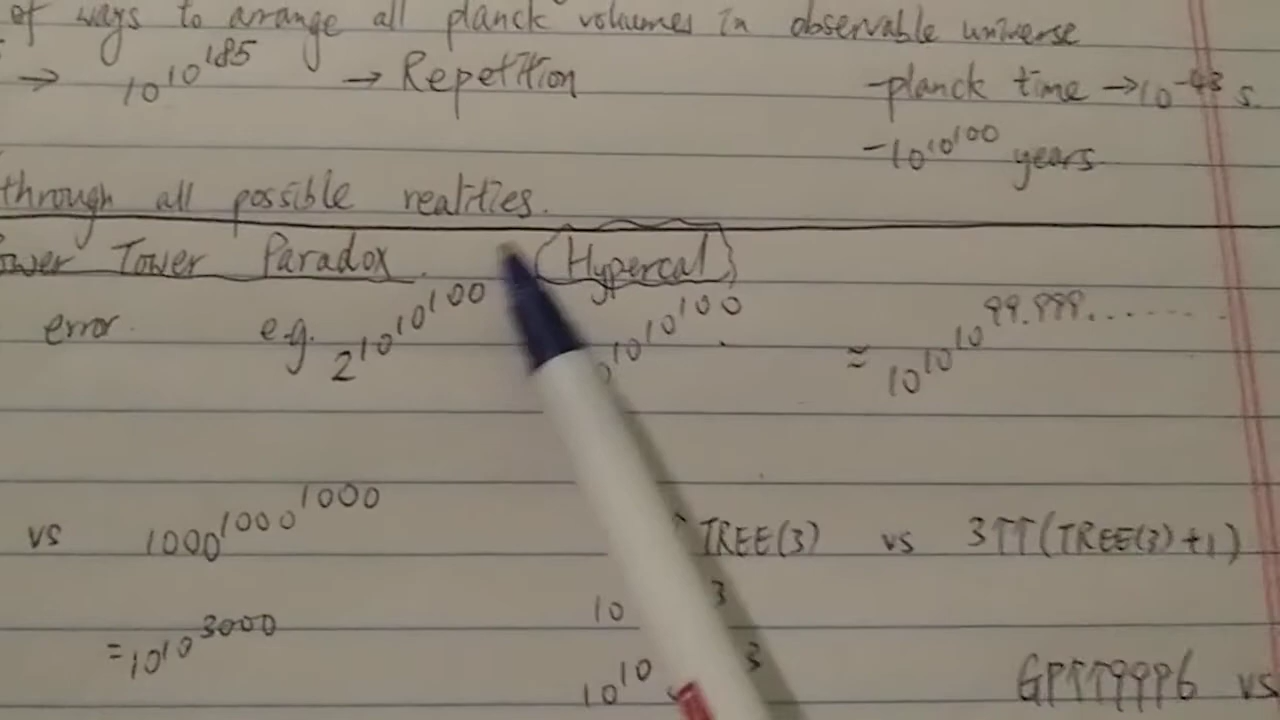 of ways to arange all planck volumes in observable universe
→ 10^10^185 → Repetition -planck time →10^-43 s.
-10^10^100 years
through all possible realities.
Tower Paradox. (Hypercal)
error. e.g. 2^10^10^100 10^10^100 ≈ 10^10^10^99.999.......
vs 1000^1000^1000 TREE(3) vs 3↑↑(TREE(3)+1)
=10^10^3000 10 3
10^10 3
vs